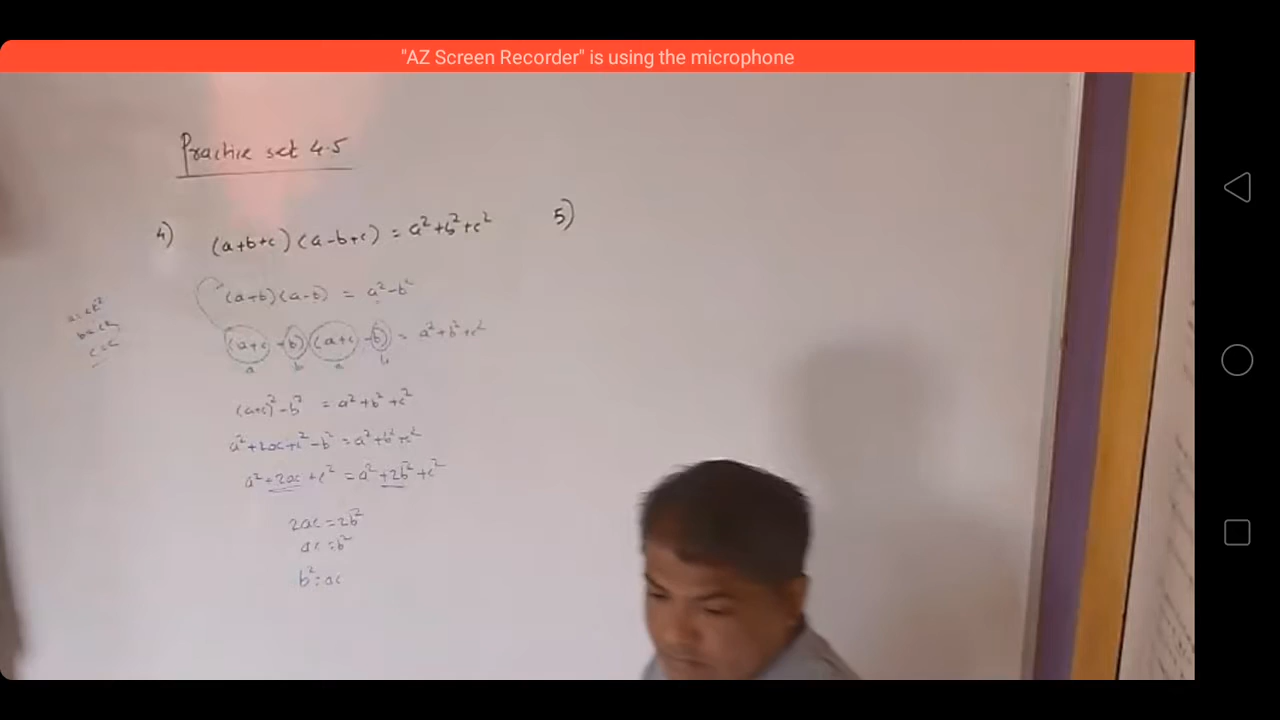 "AZ Screen Recorder" is using the microphone
Practice set 4.5
4) (a+b+c)(a-b+c) = a²+b²+c²
(a+b)(a-b) = a²-b²
(a+c +b)(a+c -b) = a²+b²+c²
a b a b
(a+c)²-b² = a²+b²+c²
a²+2ac+c²-b² = a²+b²+c²
a²+2ac+c² = a²+2b²+c²
2ac = 2b²
ac = b²
b² = ac
a = ck²
b = ck
c = c
5)